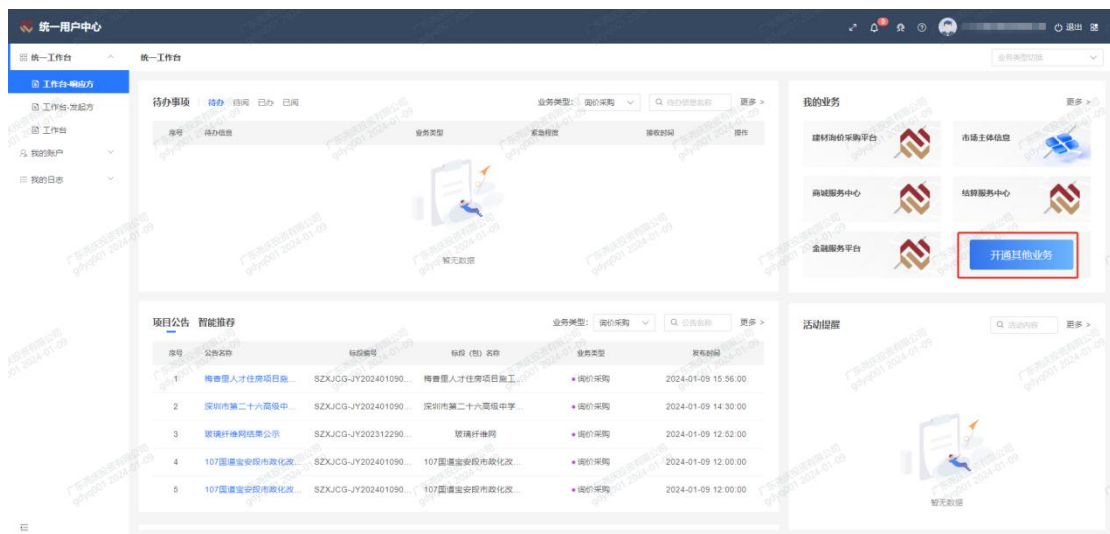 统一用户中心
退出
统一工作台
统一工作台
业务类型切换
工作台-响应方
工作台-发起方
工作台
我的账户
我的日志
待办事项 待办 待阅 已办 已阅 业务类型: 询价采购 待办信息名称 更多 >
序号 待办信息 业务类型 紧急程度 接收时间 操作
暂无数据
我的业务 更多 >
建材询价采购平台 市场主体信息
商城服务中心 结算服务中心
金融服务平台 开通其他业务
项目公告 智能推荐 业务类型: 询价采购 公告名称 更多 >
序号 公告名称 标段编号 标段 (包) 名称 业务类型 发布时间
1 梅香里人才住房项目施... SZXJCG-JY202401090... 梅香里人才住房项目施工... 询价采购 2024-01-09 15:56:00
2 深圳市第二十六高级中... SZXJCG-JY202401090... 深圳市第二十六高级中学... 询价采购 2024-01-09 14:30:00
3 玻璃纤维网结果公示 SZXJCG-JY202312290... 玻璃纤维网 询价采购 2024-01-09 12:52:00
4 107国道宝安段市政化改... SZXJCG-JY202401090... 107国道宝安段市政化改... 询价采购 2024-01-09 12:00:00
5 107国道宝安段市政化改... SZXJCG-JY202401090... 107国道宝安段市政化改... 询价采购 2024-01-09 12:00:00
活动提醒 活动内容 更多 >
暂无数据